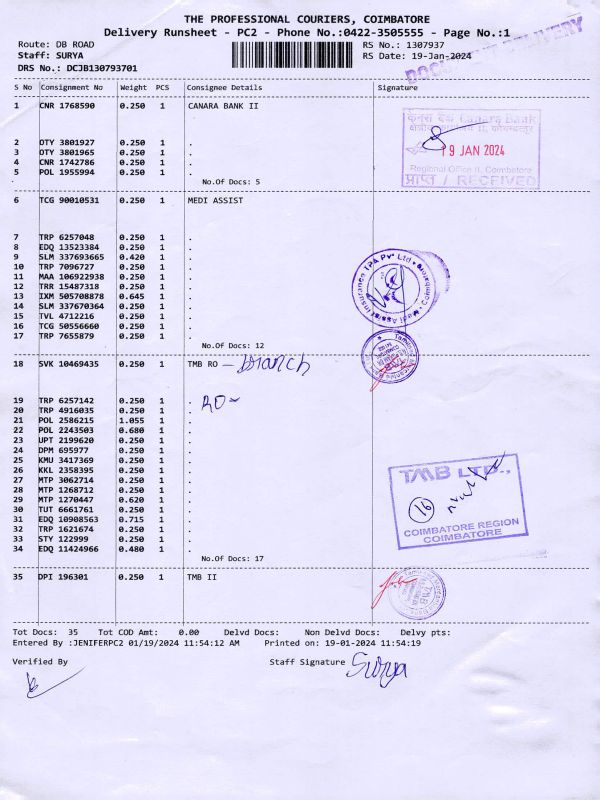 THE PROFESSIONAL COURIERS, COIMBATORE
Delivery Runsheet - PC2 - Phone No.:0422-3505555 - Page No.:1
Route: DB ROAD
RS No.: 1307937
Staff: SURYA
RS Date: 19-Jan-2024
DRS No.: DCJB130793701
DOCUMENT DELIVERY
S No Consignment No Weight PCS Consignee Details Signature
1 CNR 1768590 0.250 1 CANARA BANK II
2 DTY 3801927 0.250 1 .
3 DTY 3801965 0.250 1 .
4 CNR 1742786 0.250 1 .
5 POL 1955994 0.250 1 .
No.Of Docs: 5
केनरा बैंक Canara Bank
19 JAN 2024
Regional Office II, Coimbatore
प्राप्त / RECEIVED
6 TCG 90010531 0.250 1 MEDI ASSIST
7 TRP 6257048 0.250 1 .
8 EDQ 13523384 0.250 1 .
9 SLM 337693665 0.420 1 .
10 TRP 7096727 0.250 1 .
11 MAA 106922938 0.250 1 .
12 TRR 15487318 0.250 1 .
13 IXM 505708878 0.645 1 .
14 SLM 337670364 0.250 1 .
15 TVL 4712216 0.250 1 .
16 TCG 50556660 0.250 1 .
17 TRP 7655879 0.250 1 .
No.Of Docs: 12
Medi Assist Insurance TPA Pvt Ltd. Coimbatore
18 SVK 10469435 0.250 1 TMB RO - branch
19 TRP 6257142 0.250 1 . RO -
20 TRP 4916035 0.250 1 .
21 POL 2586215 1.055 1 .
22 POL 2243503 0.680 1 .
23 UPT 2199620 0.250 1 .
24 DPM 695977 0.250 1 .
25 KMU 3417369 0.250 1 .
26 KKL 2358395 0.250 1 .
27 MTP 3062714 0.250 1 .
28 MTP 1268712 0.250 1 .
29 MTP 1270447 0.620 1 .
30 TUT 6661761 0.250 1 .
31 EDQ 10908563 0.715 1 .
32 TRP 1621674 0.250 1 .
33 STY 122999 0.250 1 .
34 EDQ 11424966 0.480 1 .
No.Of Docs: 17
TMB LTD.,
16
COIMBATORE REGION
COIMBATORE
35 DPI 196301 0.250 1 TMB II
TMB
Tot Docs: 35 Tot COD Amt: 0.00 Delvd Docs: Non Delvd Docs: Delvy pts:
Entered By :JENIFERPC2 01/19/2024 11:54:12 AM Printed on: 19-01-2024 11:54:19
Verified By
Staff Signature Surya